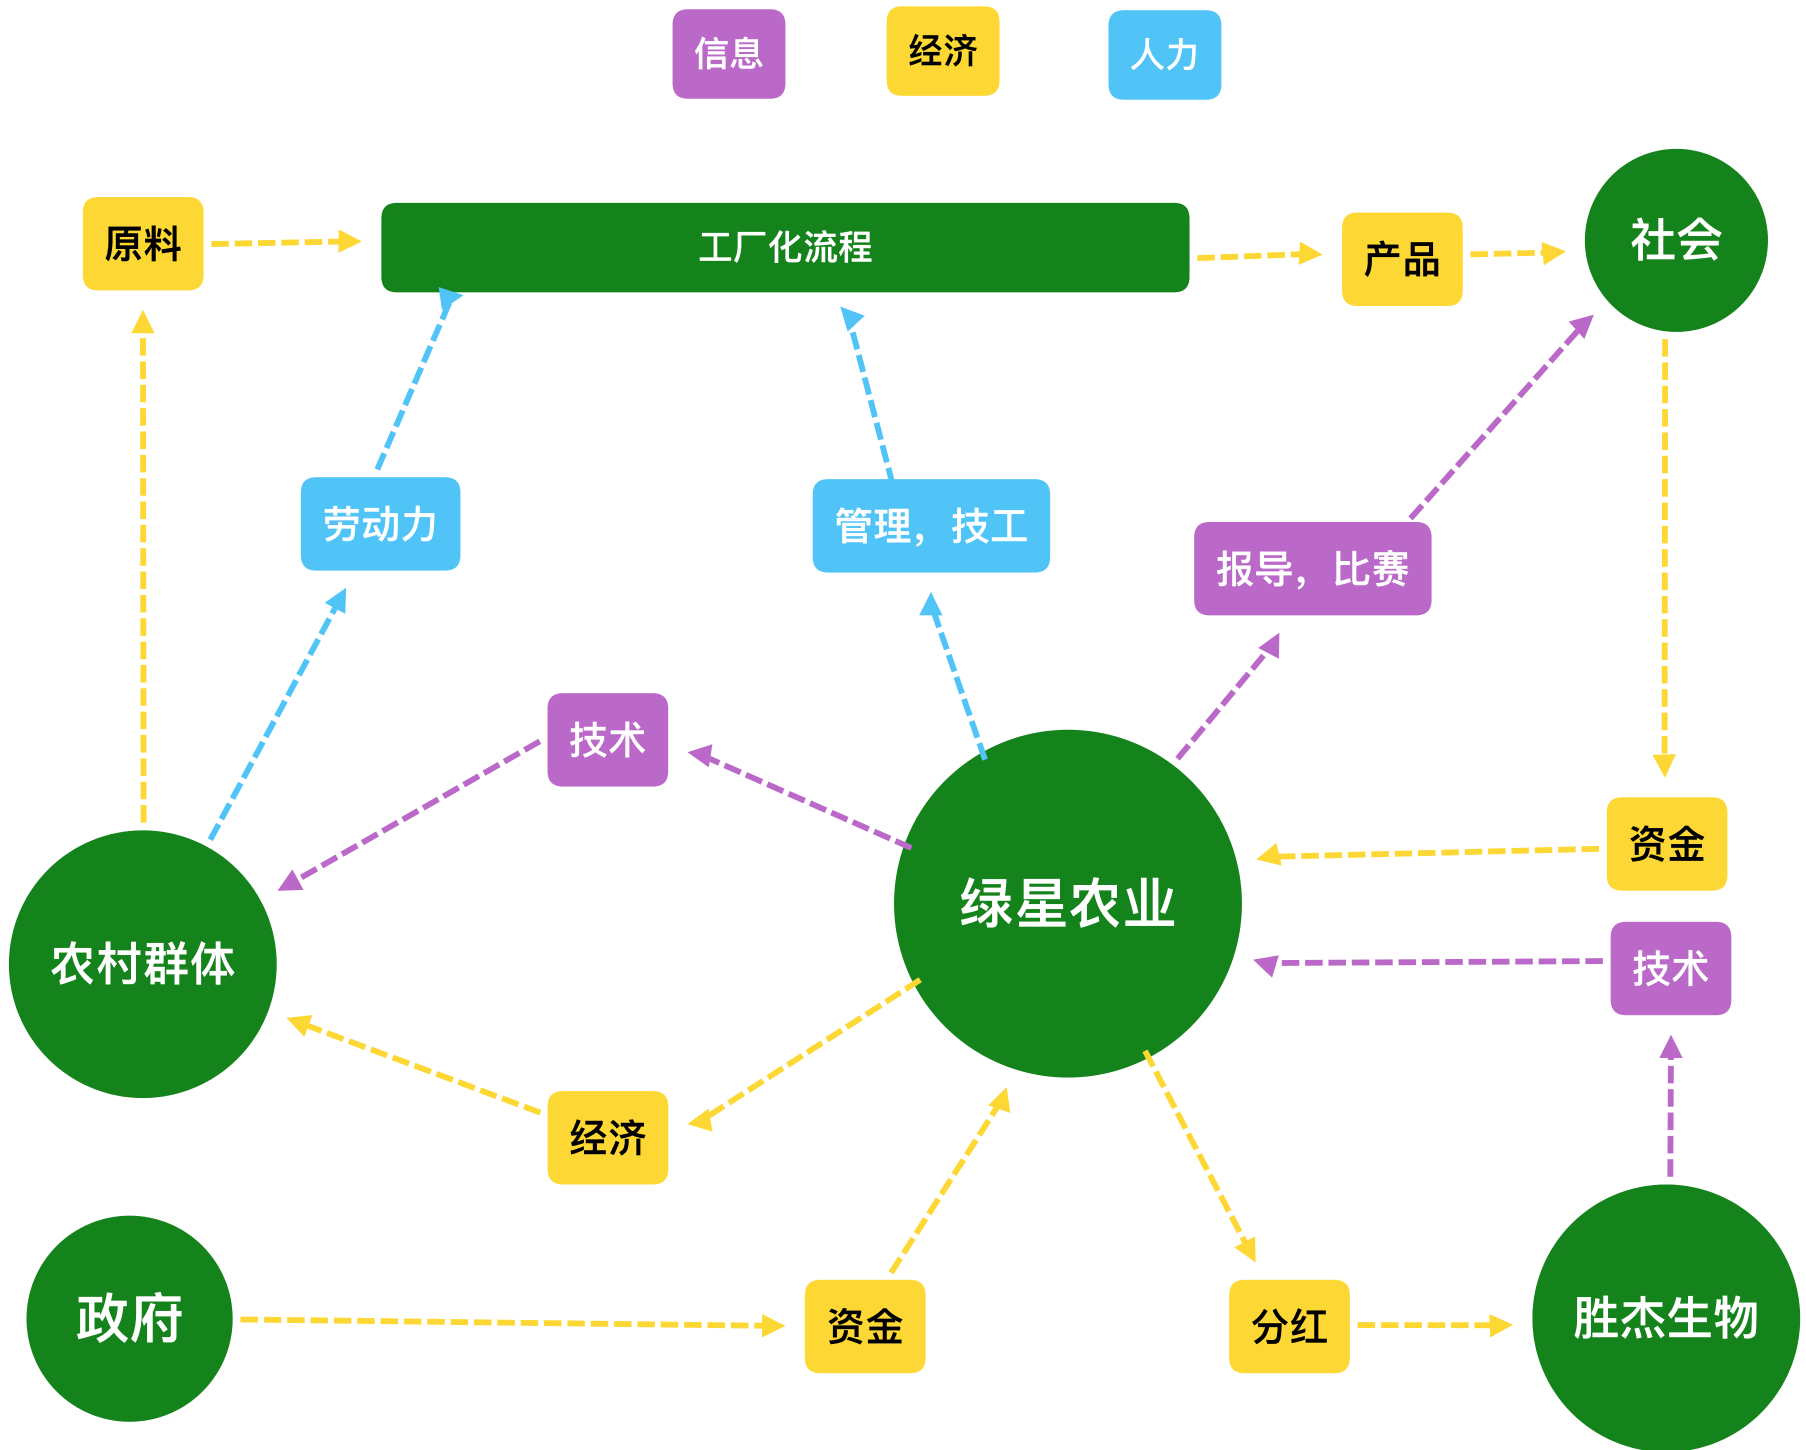 信息
经济
人力
原料
工厂化流程
产品
社会
劳动力
管理，技工
报导，比赛
技术
资金
绿星农业
农村群体
技术
经济
政府
资金
分红
胜杰生物